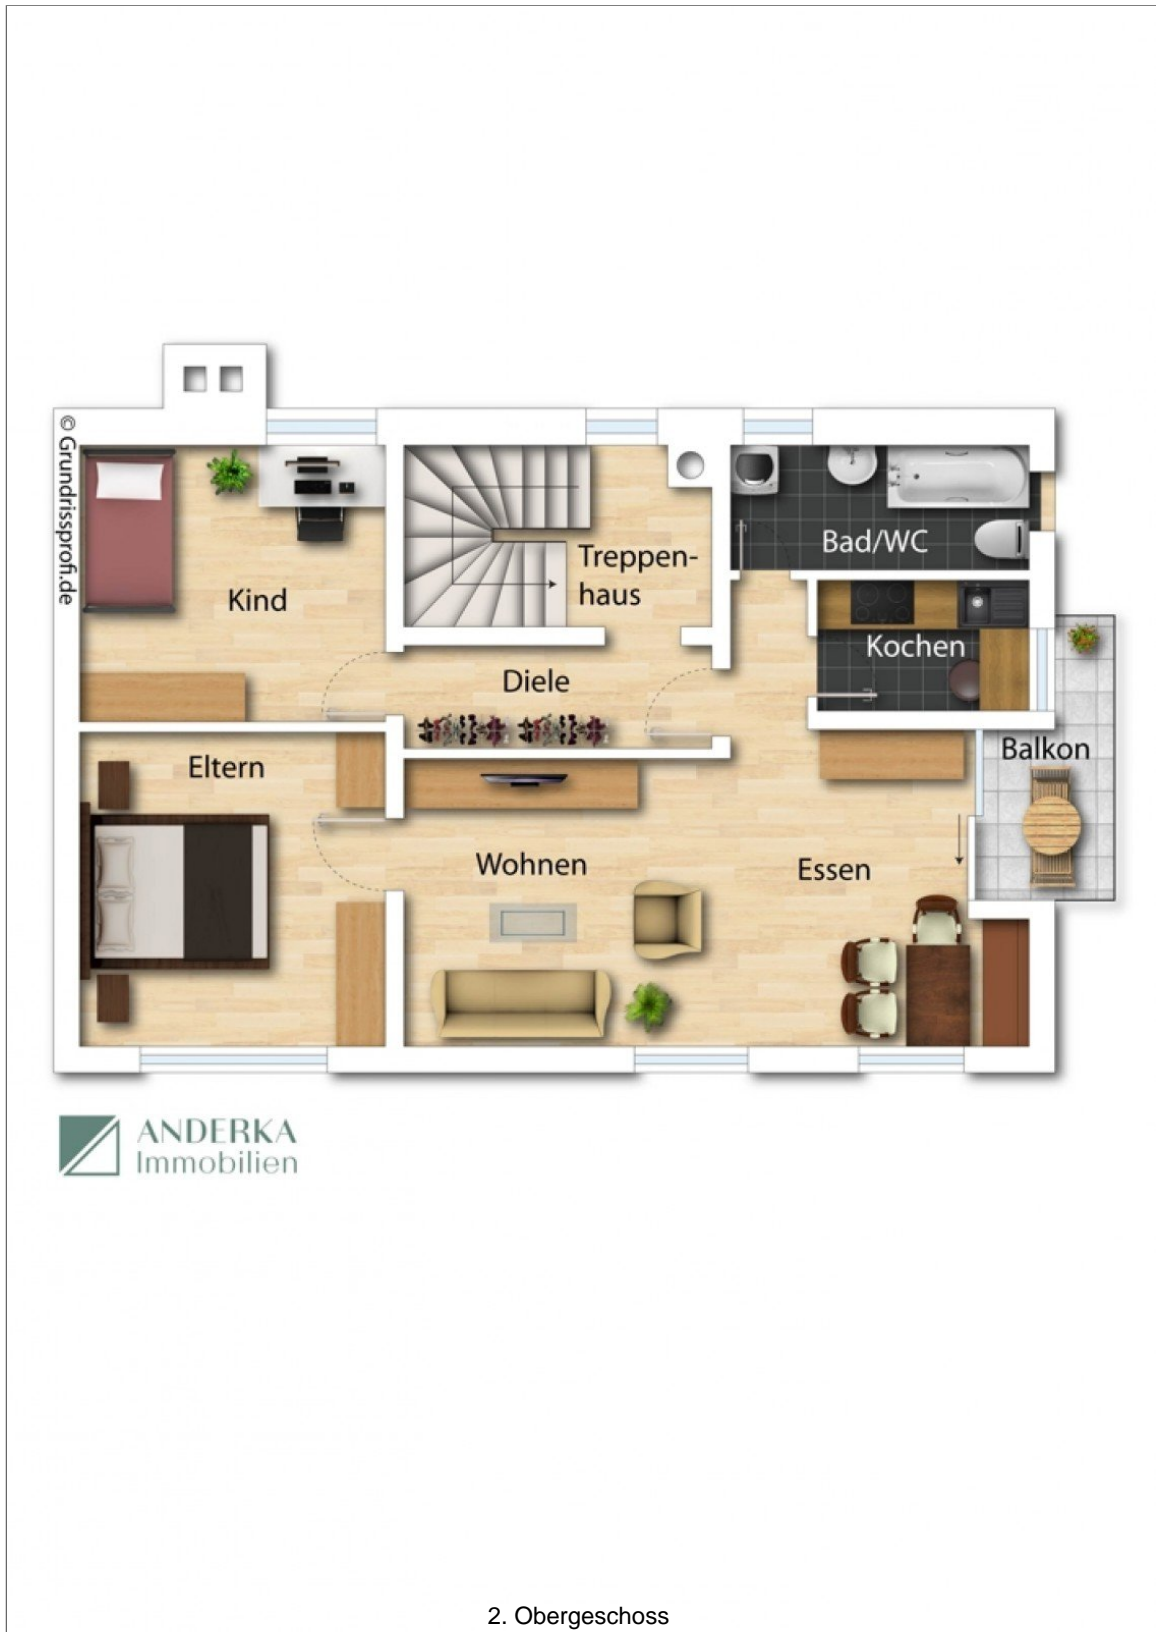 © Grundrissprofi.de
Kind
Treppen-
haus
Bad/WC
Kochen
Diele
Eltern
Balkon
Wohnen
Essen
ANDERKA
Immobilien
2. Obergeschoss